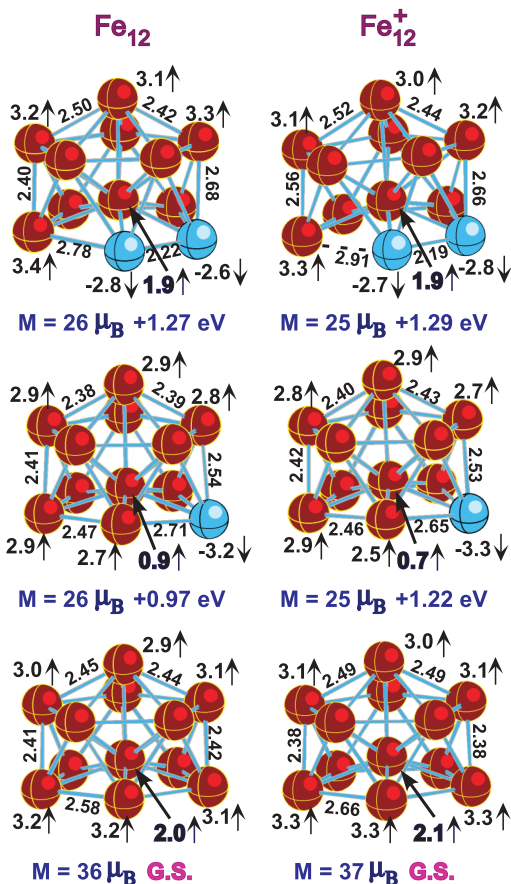 Fe12 Fe12+
3.1↑ 3.0↑
3.2↑ 2.50 2.42 3.3↑ 3.1↑ 2.52 2.44 3.2↑
2.40 2.68 2.56 2.66
2.78 2.22 2.91 2.19
3.4↑ -2.8↓ 1.9↑ -2.6↓ 3.3↑ -2.7↓ 1.9↑ -2.8↓
M = 26 μB +1.27 eV M = 25 μB +1.29 eV
2.9↑ 2.9↑
2.9↑ 2.38 2.39 2.8↑ 2.8↑ 2.40 2.43 2.7↑
2.41 2.54 2.42 2.53
2.47 2.71 2.46 2.65
2.9↑ 2.7↑ 0.9↑ -3.2↓ 2.9↑ 2.5↑ 0.7↑ -3.3↓
M = 26 μB +0.97 eV M = 25 μB +1.22 eV
2.9↑ 3.0↑
3.0↑ 2.45 2.44 3.1↑ 3.1↑ 2.49 2.49 3.1↑
2.41 2.42 2.38 2.38
2.58 2.66
3.2↑ 3.2↑ 2.0↑ 3.1↑ 3.3↑ 3.3↑ 2.1↑ 3.3↑
M = 36 μB G.S. M = 37 μB G.S.